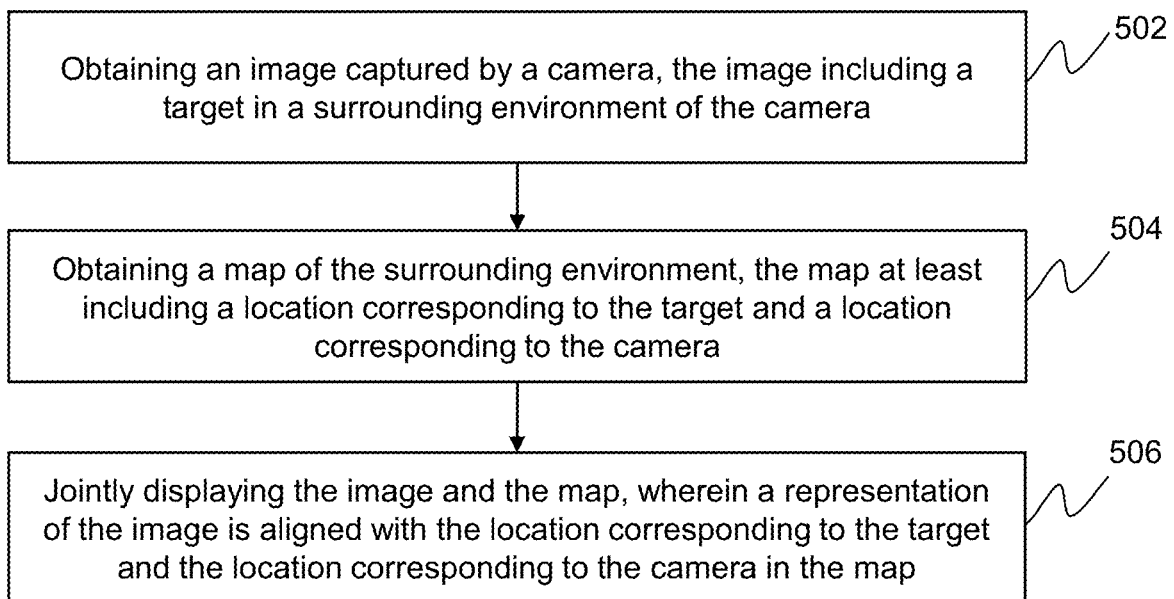 502
Obtaining an image captured by a camera, the image including a
target in a surrounding environment of the camera
504
Obtaining a map of the surrounding environment, the map at least
including a location corresponding to the target and a location
corresponding to the camera
506
Jointly displaying the image and the map, wherein a representation
of the image is aligned with the location corresponding to the target
and the location corresponding to the camera in the map